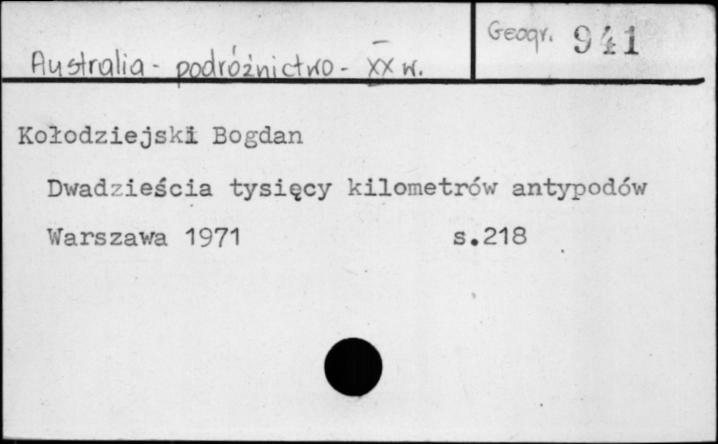 Geogr. 941
Australia - podróżnictwo - XX w.
Kołodziejski Bogdan
Dwadzieścia tysięcy kilometrów antypodów
Warszawa 1971 s.218